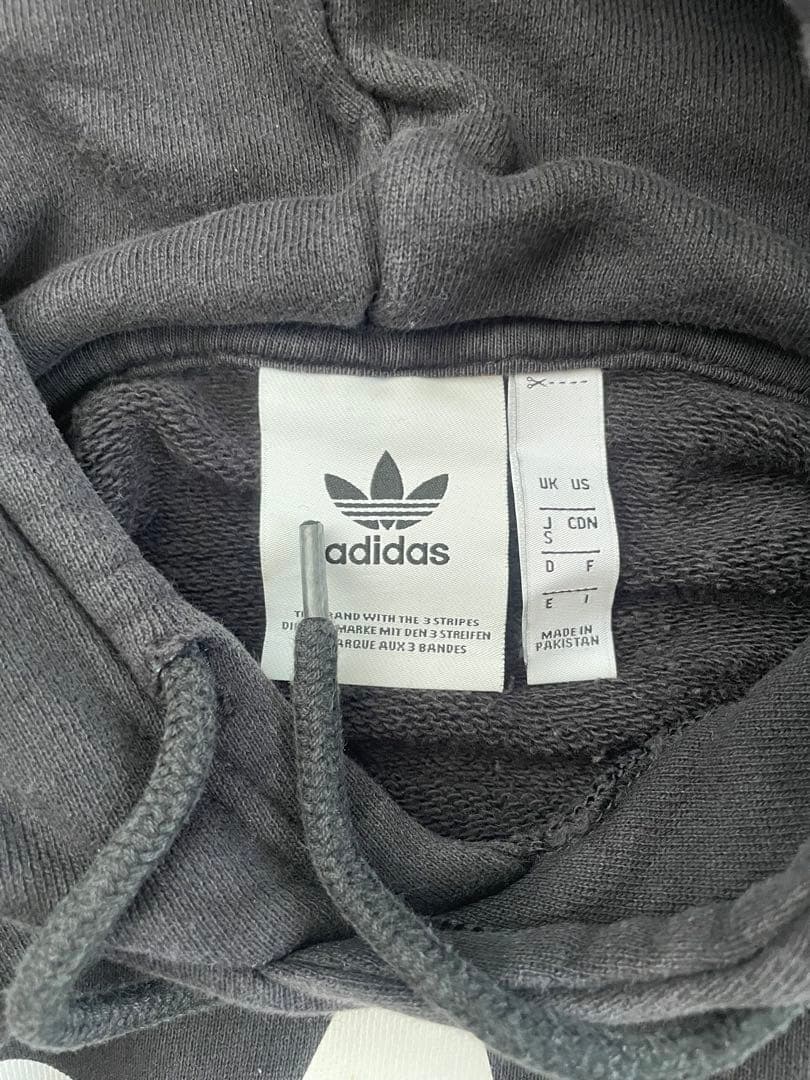 adidas
BRAND WITH THE 3 STRIPES
MARKE MIT DEN 3 STREIFEN
AUX 3 BANDES
UK US
J CDN
S
D F
E I
MADE IN
PAKISTAN